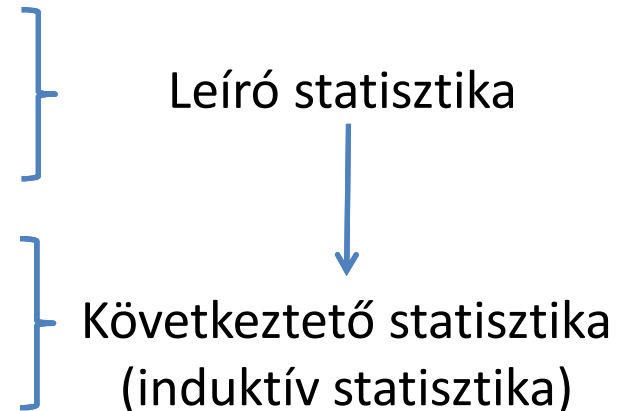 Leíró statisztika
Következtető statisztika
(induktív statisztika)